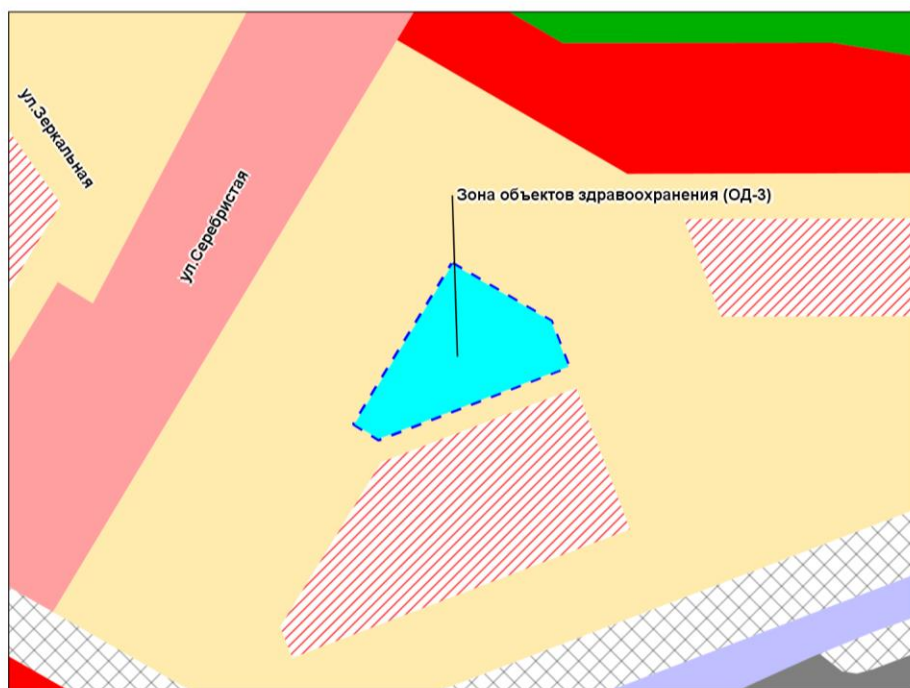 ул.Зеркальная
ул.Серебристая
Зона объектов здравоохранения (ОД-3)